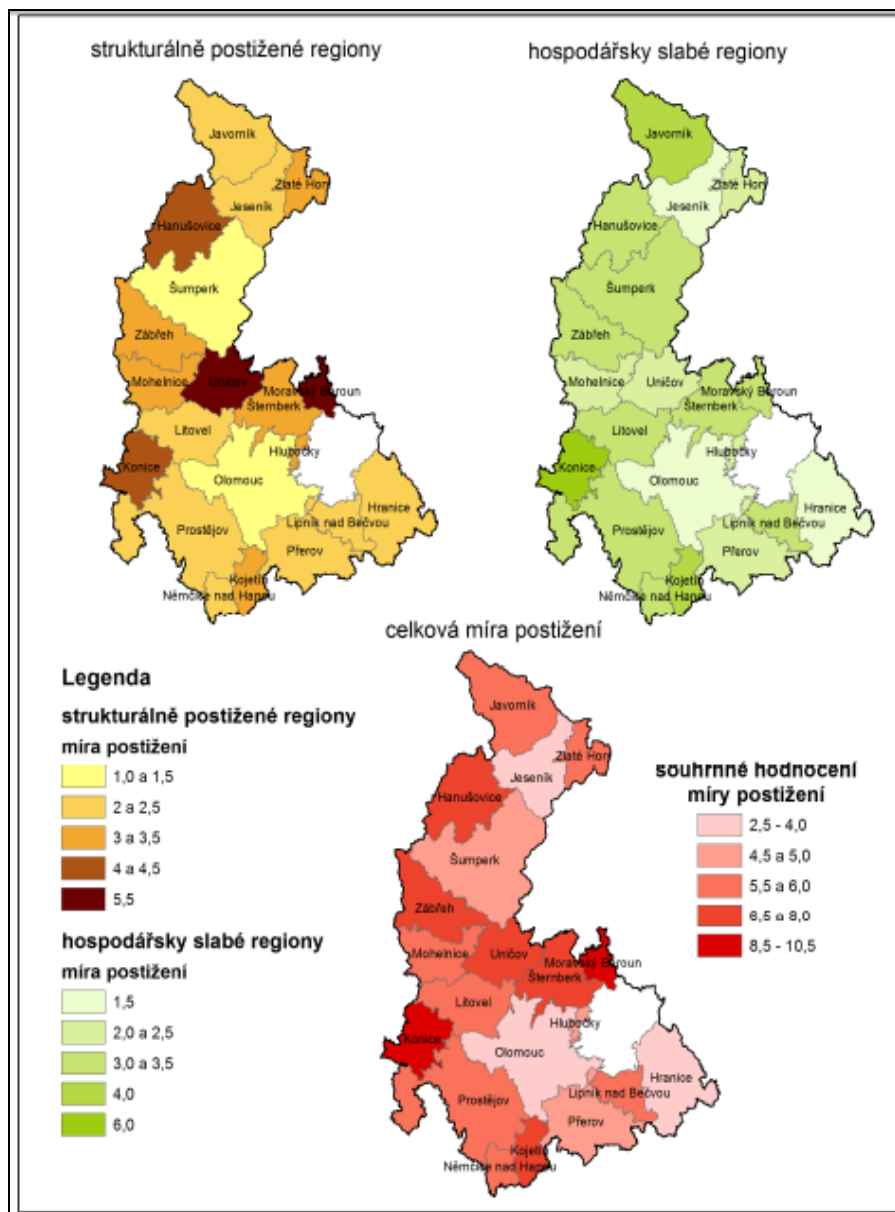 strukturálně postižené regiony
Javorník
Zlaté Hory
Jeseník
Hanušovice
Šumperk
Zábřeh
Mohelnice
Uničov
Moravský Beroun
Šternberk
Litovel
Hlubočky
Konice
Olomouc
Hranice
Lipník nad Bečvou
Prostějov
Přerov
Kojetín
Němčice nad Hanou
hospodářsky slabé regiony
Javorník
Zlaté Hory
Jeseník
Hanušovice
Šumperk
Zábřeh
Mohelnice
Uničov
Moravský Beroun
Šternberk
Litovel
Hlubočky
Konice
Olomouc
Hranice
Lipník nad Bečvou
Prostějov
Přerov
Kojetín
Němčice nad Hanou
celková míra postižení
Javorník
Zlaté Hory
Jeseník
Hanušovice
Šumperk
Zábřeh
Mohelnice
Uničov
Moravský Beroun
Šternberk
Litovel
Hlubočky
Konice
Olomouc
Hranice
Lipník nad Bečvou
Prostějov
Přerov
Kojetín
Němčice nad Hanou
Legenda
strukturálně postižené regiony
míra postižení
1,0 a 1,5
2 a 2,5
3 a 3,5
4 a 4,5
5,5
hospodářsky slabé regiony
míra postižení
1,5
2,0 a 2,5
3,0 a 3,5
4,0
6,0
souhrnné hodnocení
míry postižení
2,5 - 4,0
4,5 a 5,0
5,5 a 6,0
6,5 a 8,0
8,5 - 10,5